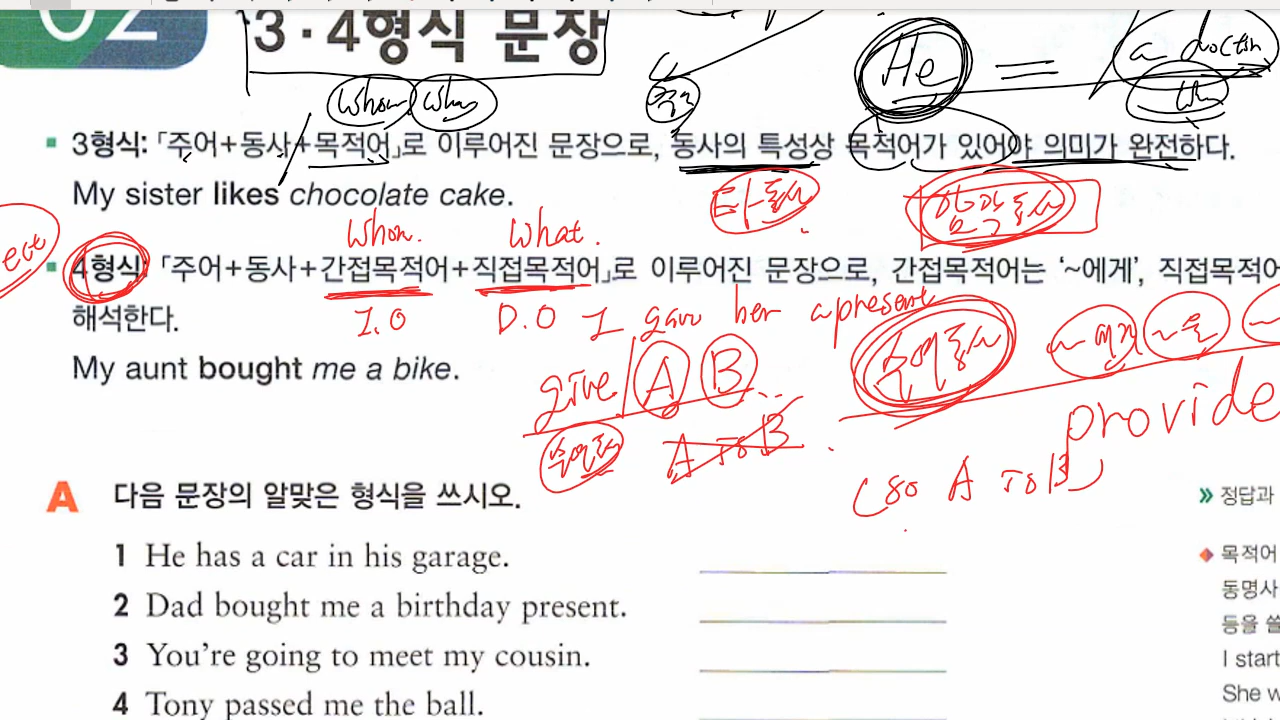 02
3·4형식 문장
He = a doctor
whom what
3형식: 「주어+동사+목적어」로 이루어진 문장으로, 동사의 특성상 목적어가 있어야 의미가 완전하다.
My sister likes chocolate cake.
타동사
whom. what.
4형식: 「주어+동사+간접목적어+직접목적어」로 이루어진 문장으로, 간접목적어는 ‘~에게’, 직접목적어
해석한다.
I.O D.O I gave her a present
My aunt bought me a bike.
give A B 수여동사 ~에게 ~을
provide
수여동사 A to B
A to B
A 다음 문장의 알맞은 형식을 쓰시오.
» 정답과
1 He has a car in his garage.
목적어
2 Dad bought me a birthday present.
동명사
등을 쓸
3 You're going to meet my cousin.
I start
4 Tony passed me the ball.
She w